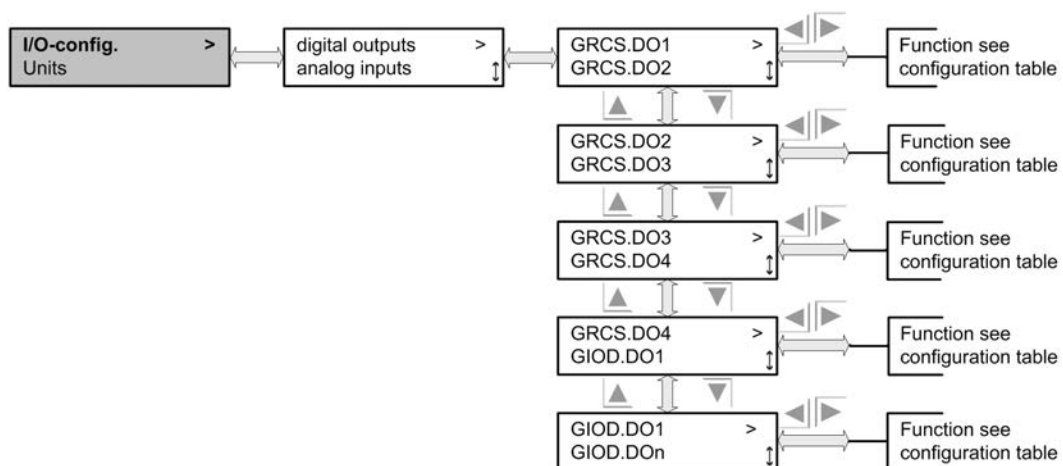 I/O-config. >
Units
digital outputs >
analog inputs
GRCS.DO1 >
GRCS.DO2
Function see
configuration table
GRCS.DO2 >
GRCS.DO3
Function see
configuration table
GRCS.DO3 >
GRCS.DO4
Function see
configuration table
GRCS.DO4 >
GIOD.DO1
Function see
configuration table
GIOD.DO1 >
GIOD.DOn
Function see
configuration table